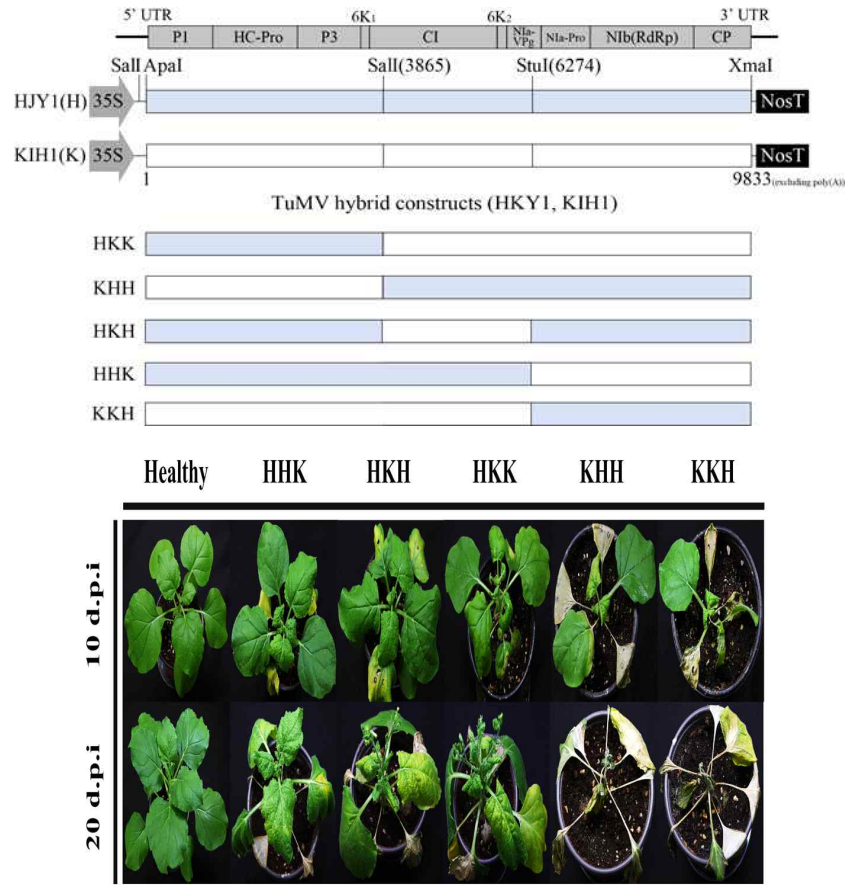 5' UTR 6K1 6K2 3' UTR
P1 HC-Pro P3 CI NIa-VPg NIa-Pro NIb(RdRp) CP
SalI ApaI SalI(3865) StuI(6274) XmaI
HJY1(H) 35S NosT
KIH1(K) 35S NosT
1 9833(excluding poly(A))
TuMV hybrid constructs (HKY1, KIH1)
HKK
KHH
HKH
HHK
KKH
Healthy HHK HKH HKK KHH KKH
10 d.p.i
20 d.p.i